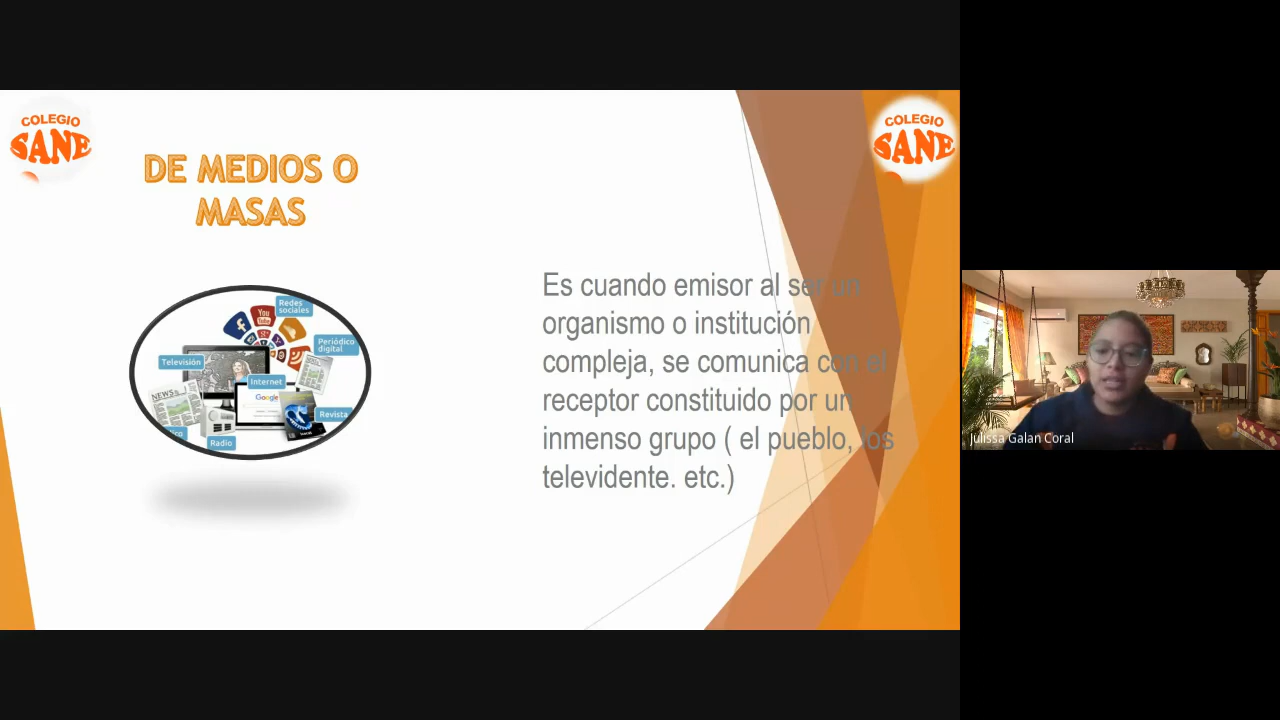 COLEGIO
SANE
COLEGIO
SANE
DE MEDIOS O
MASAS
Redes
sociales
You
Periódico
digital
Televisión
Internet
NEWS
Google
Revista
Radio
Es cuando emisor al ser un
organismo o institución
compleja, se comunica con el
receptor constituido por un
inmenso grupo ( el pueblo, los
televidente. etc.)
Julissa Galan Coral